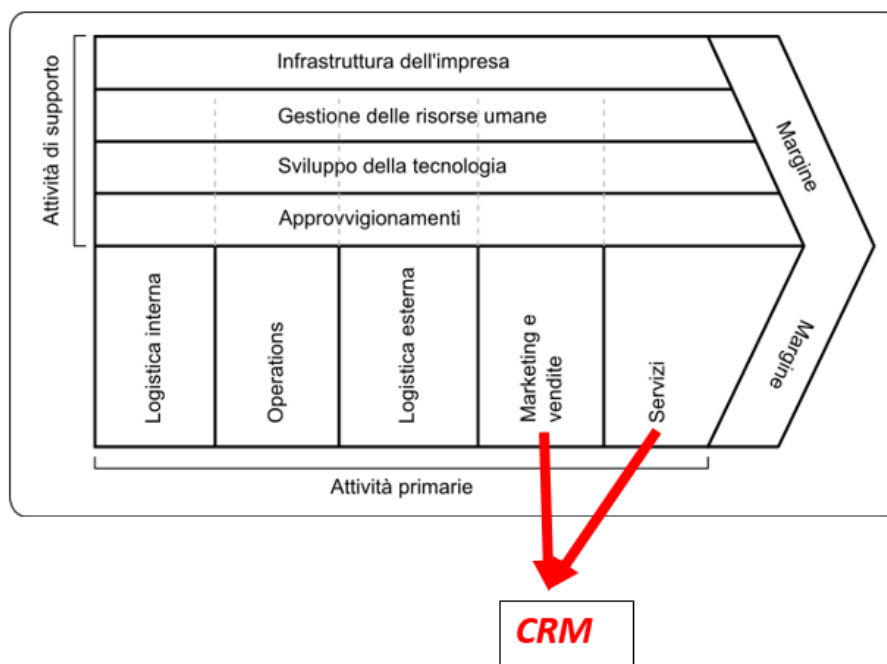 Attività di supporto
Infrastruttura dell'impresa
Gestione delle risorse umane
Sviluppo della tecnologia
Approvvigionamenti
Margine
Logistica interna
Operations
Logistica esterna
Marketing e
vendite
Servizi
Margine
Attività primarie
CRM